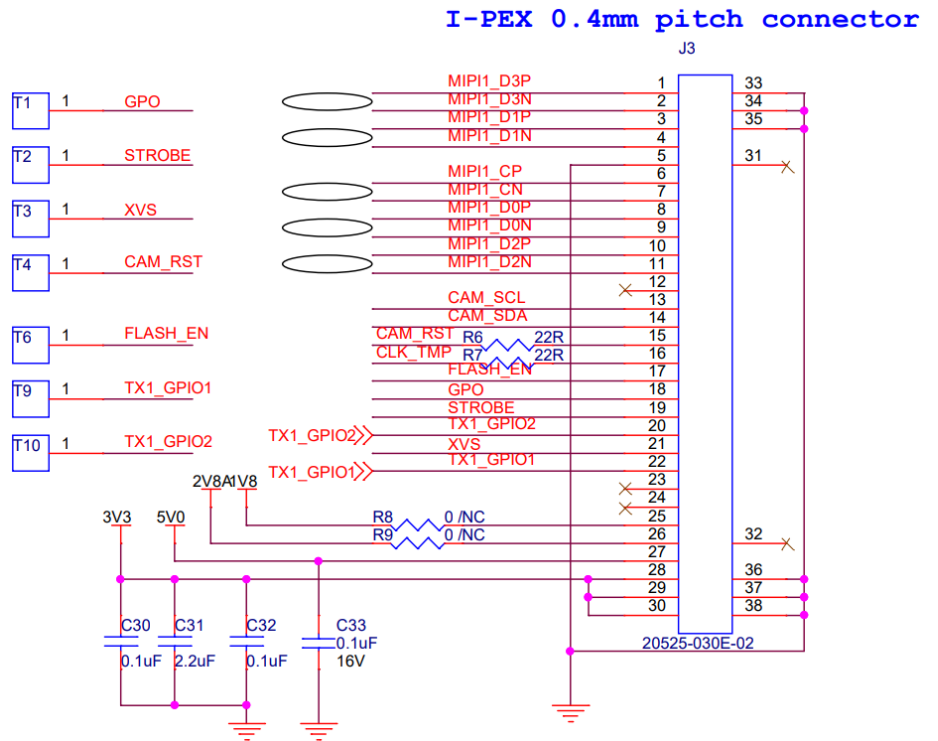 I-PEX 0.4mm pitch connector
J3
T1 1 GPO
T2 1 STROBE
T3 1 XVS
T4 1 CAM_RST
T6 1 FLASH_EN
T9 1 TX1_GPIO1
T10 1 TX1_GPIO2
MIPI1_D3P 1 33
MIPI1_D3N 2 34
MIPI1_D1P 3 35
MIPI1_D1N 4
5 31
MIPI1_CP 6
MIPI1_CN 7
MIPI1_D0P 8
MIPI1_D0N 9
MIPI1_D2P 10
MIPI1_D2N 11
12
CAM_SCL 13
CAM_SDA 14
CAM_RST R6 22R 15
CLK_TMP R7 22R 16
FLASH_EN 17
GPO 18
STROBE 19
TX1_GPIO2 TX1_GPIO2 20
XVS 21
TX1_GPIO1 TX1_GPIO1 22
23
24
2V8A 1V8
3V3 5V0
R8 0 /NC 25
R9 0 /NC 26 32
27
28 36
29 37
30 38
20525-030E-02
C30 C31 C32 C33
0.1uF 2.2uF 0.1uF 0.1uF
16V